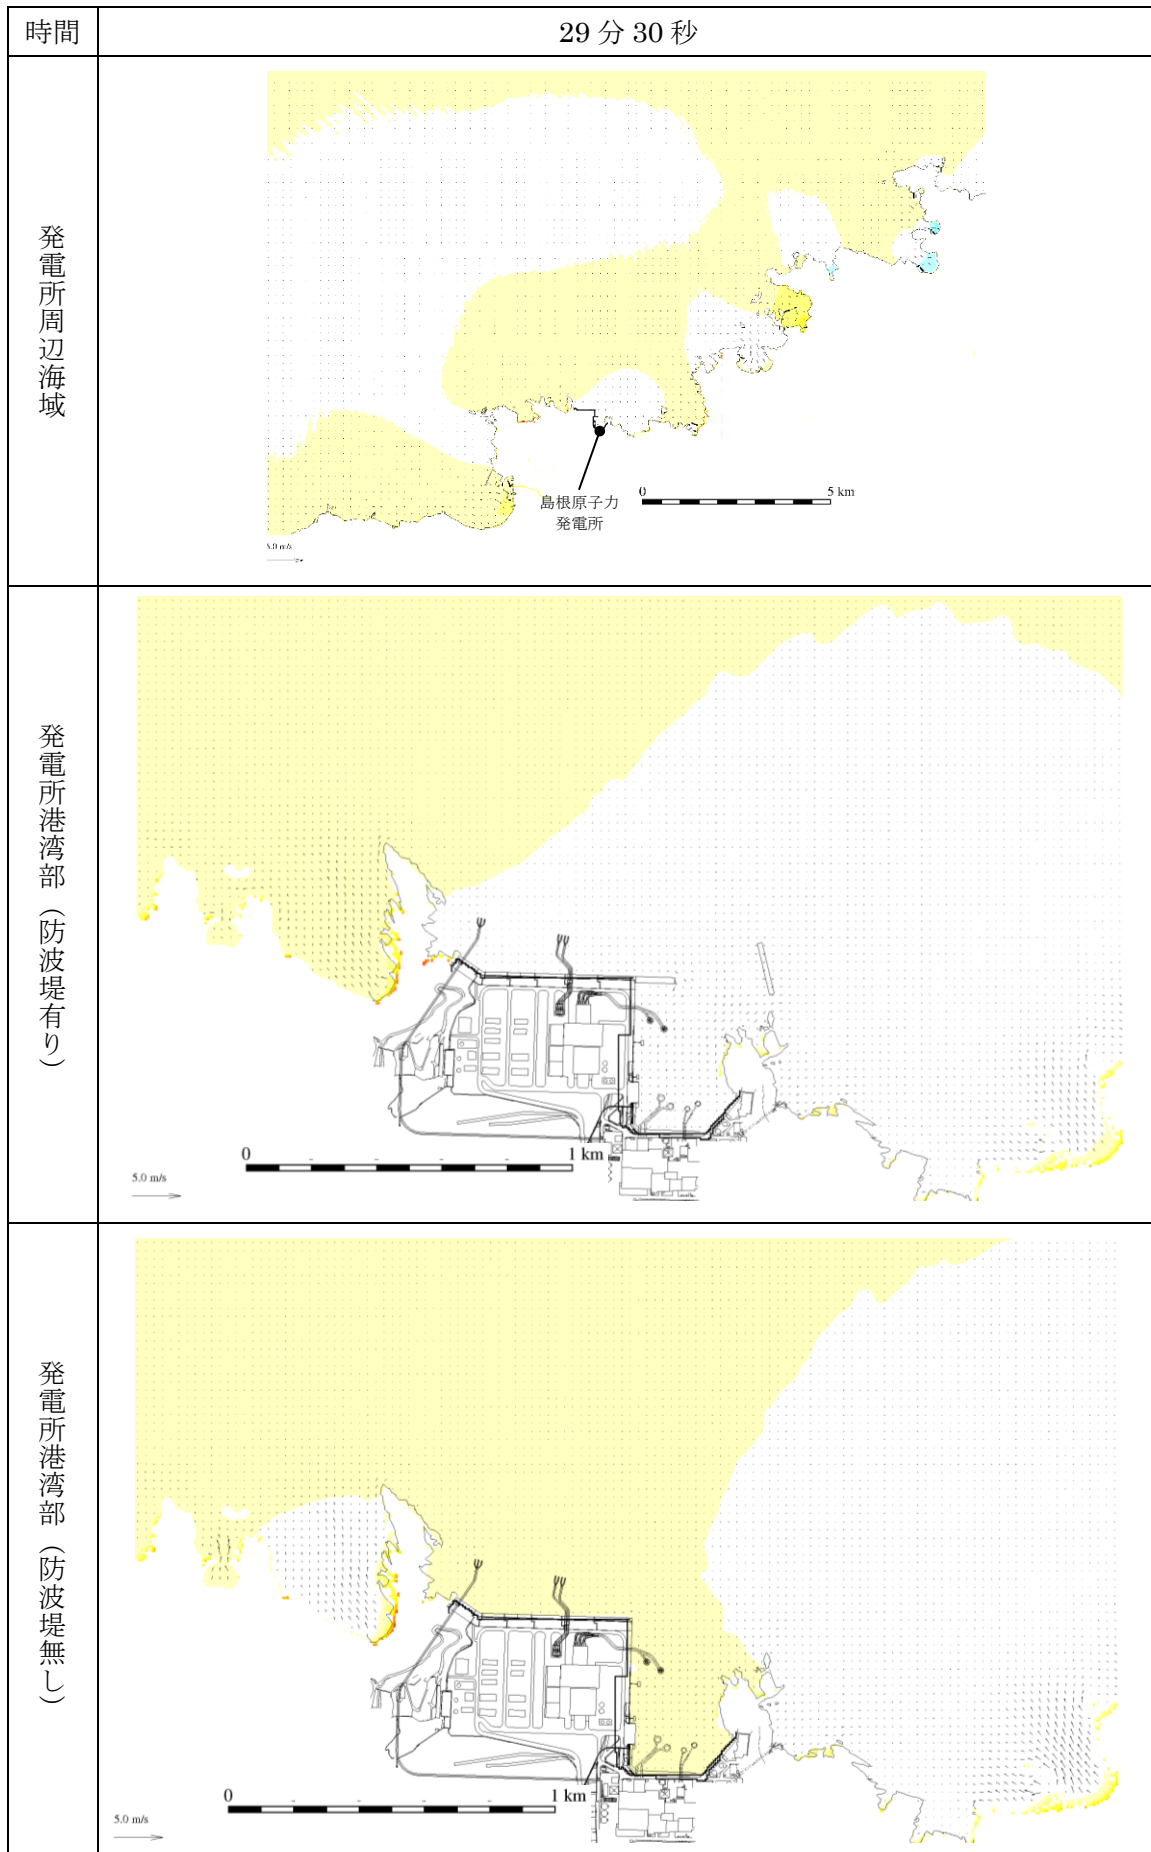 時間
29分30秒
発電所周辺海域
島根原子力
発電所
0
5 km
5.0 m/s
発電所港湾部（防波堤有り）
0
1 km
5.0 m/s
発電所港湾部（防波堤無し）
0
1 km
5.0 m/s